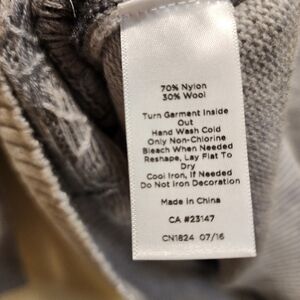 70% Nylon
30% Wool
Turn Garment Inside
Out
Hand Wash Cold
Only Non-Chlorine
Bleach When Needed
Reshape, Lay Flat To
Dry
Cool Iron, If Needed
Do Not Iron Decoration
Made in China
CA #23147
CN1824 07/16